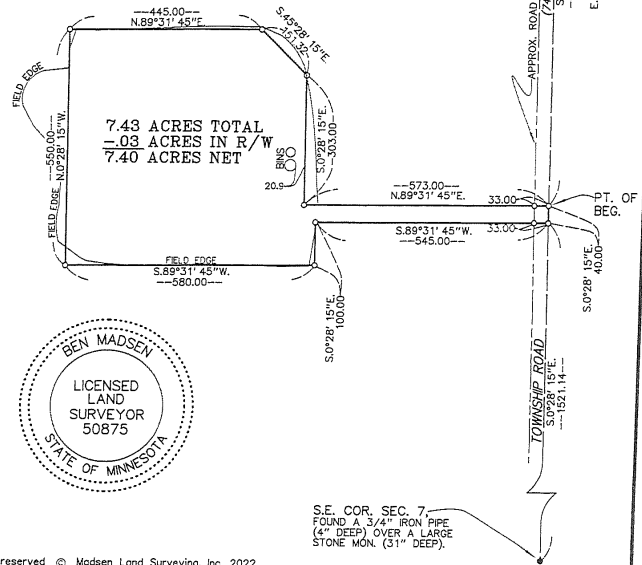 --445.00--
N.89°31' 45"E.
S.45°28' 15"E.
151.32
APPROX. ROAD
(74
S
E.
FIELD EDGE
--550.00--
N.0°28' 15"W.
7.43 ACRES TOTAL
-.03 ACRES IN R/W
7.40 ACRES NET
BINS
20.9
S.0°28' 15"E.
--303.00--
--573.00--
N.89°31' 45"E.
33.00
PT. OF
BEG.
FIELD EDGE
S.89°31' 45"W.
--545.00--
33.00
S.0°28' 15"E.
40.00
FIELD EDGE
S.89°31' 45"W.
--580.00--
S.0°28' 15"E.
100.00
BEN MADSEN
LICENSED
LAND
SURVEYOR
50875
STATE OF MINNESOTA
TOWNSHIP ROAD
S.0°28' 15"E.
---1521.14---
S.E. COR. SEC. 7,
FOUND A 3/4" IRON PIPE
(4" DEEP) OVER A LARGE
STONE MON. (31" DEEP).
reserved © Madsen Land Surveying, Inc. 2022